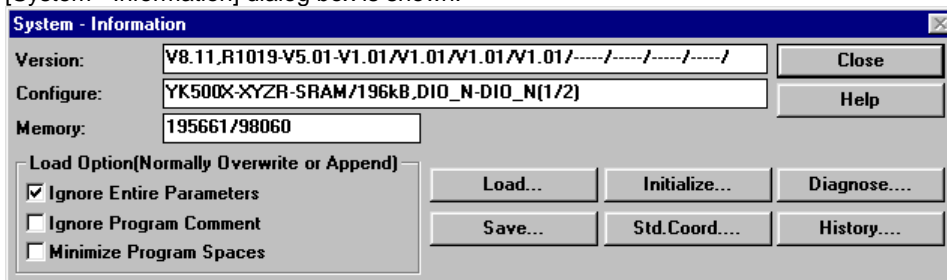 [System - Information] dialog box is shown.
System - Information
Version: V8.11,R1019-V5.01-V1.01/V1.01/V1.01/V1.01/-----/-----/-----/-----/ Close
Configure: YK500X-XYZR-SRAM/196kB,DIO_N-DIO_N(1/2) Help
Memory: 195661/98060
Load Option(Normally Overwrite or Append)
Ignore Entire Parameters
Ignore Program Comment
Minimize Program Spaces
Load... Initialize... Diagnose....
Save... Std.Coord.... History....